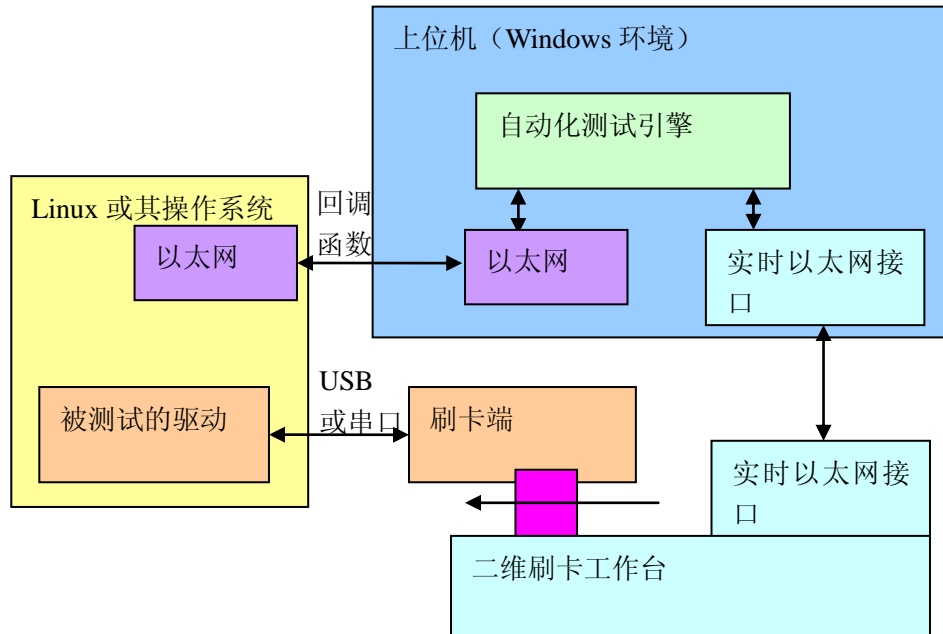 上位机（Windows 环境）
自动化测试引擎
Linux 或其操作系统
回调
函数
以太网
以太网
实时以太网接
口
USB
或串口
被测试的驱动
刷卡端
实时以太网接
口
二维刷卡工作台